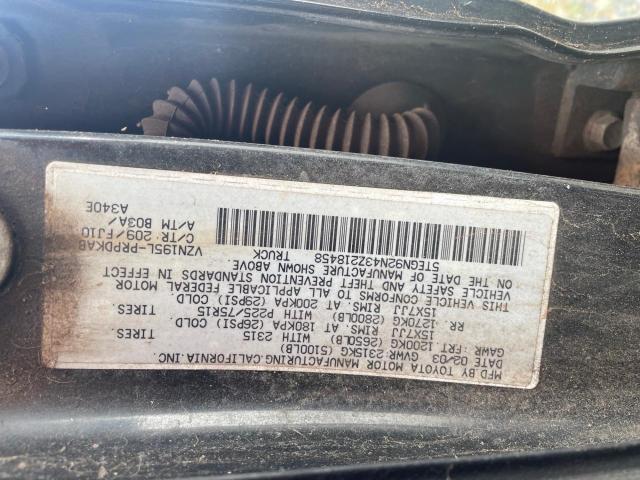 MFD BY TOYOTA MOTOR MANUFACTURING, CALIFORNIA INC.
DATE 02/03 GVWR: 2315KG (5100LB)
GAWR: FRT 1200KG (2650LB) WITH 2315 TIRES
15X7JJ RIMS, AT 180KPA (26PSI) COLD
RR 1270KG (2800LB) WITH P225/75R15 TIRES
15X7JJ RIMS, AT 200KPA (29PSI) COLD
THIS VEHICLE CONFORMS TO ALL APPLICABLE FEDERAL MOTOR
VEHICLE SAFETY AND THEFT PREVENTION STANDARDS IN EFFECT
ON THE DATE OF MANUFACTURE SHOWN ABOVE.
5TEGN92N43Z218458 TRUCK
VZN195L-PRPDKAB
C/TR: 209/FJ10
A/TM B03A/
A340E